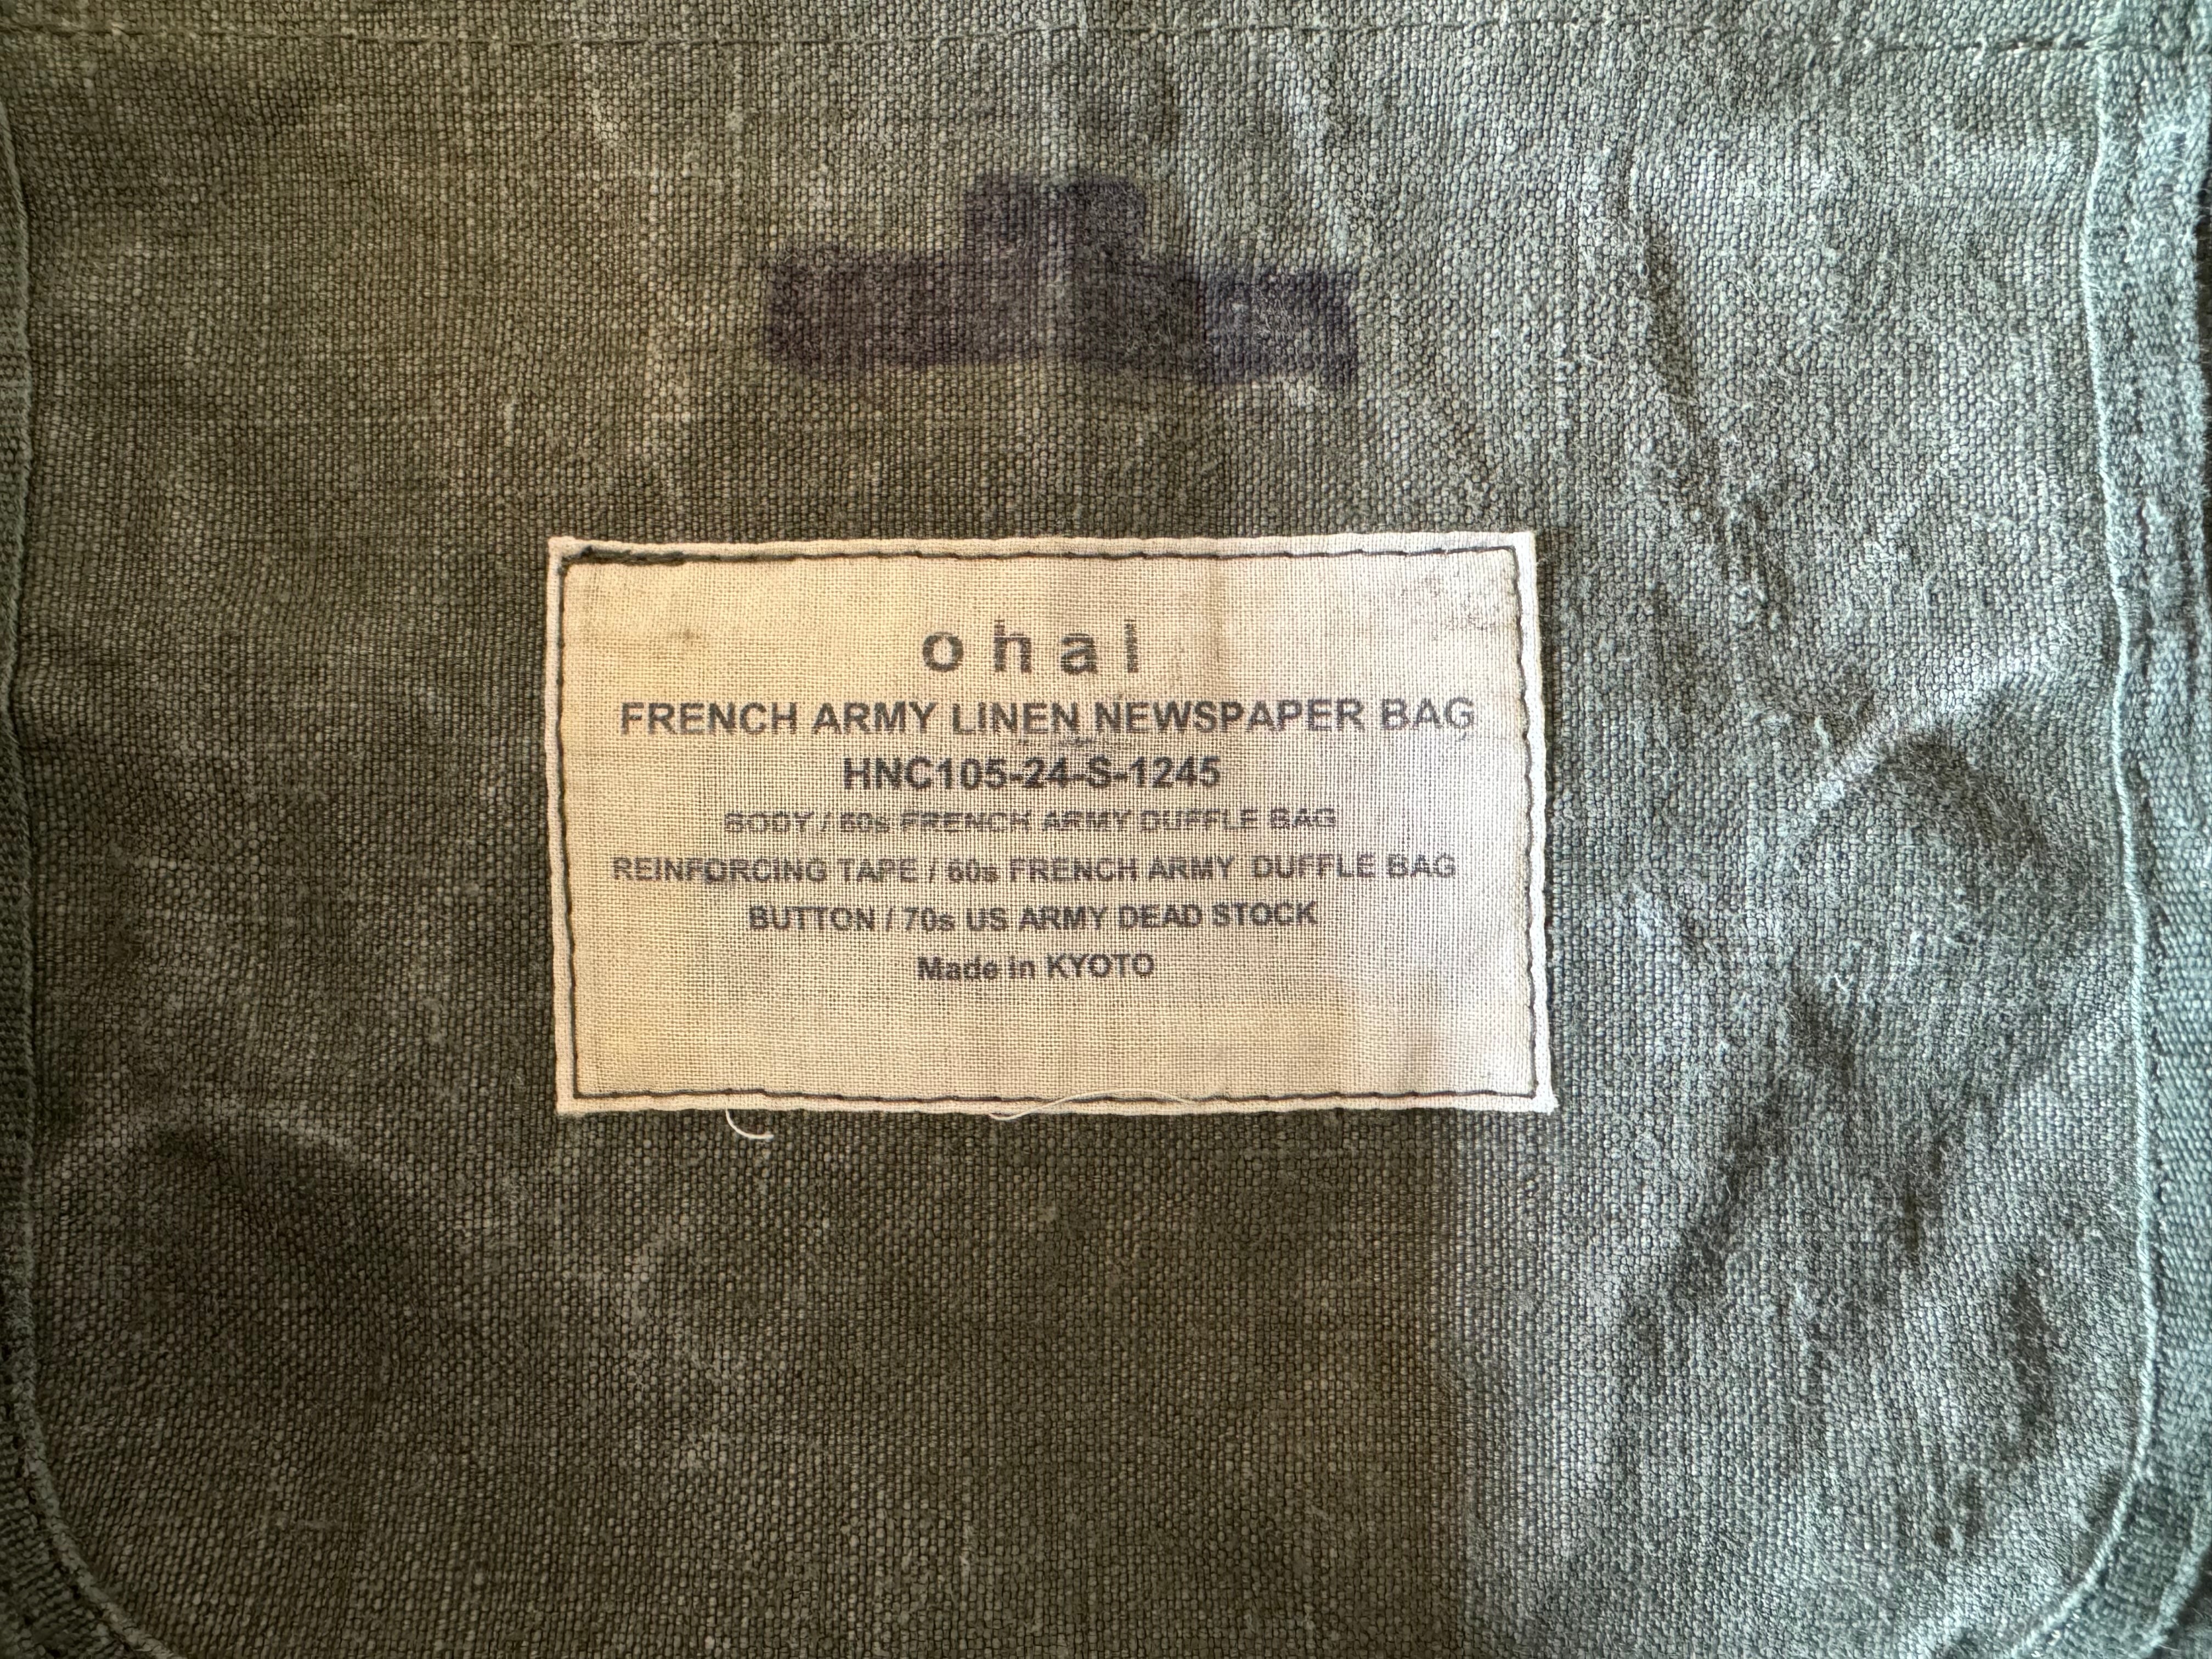 o h a l
FRENCH ARMY LINEN NEWSPAPER BAG
HNC105-24-S-1245
BODY / 60s FRENCH ARMY DUFFLE BAG
REINFORCING TAPE / 60s FRENCH ARMY DUFFLE BAG
BUTTON / 70s US ARMY DEAD STOCK
Made in KYOTO